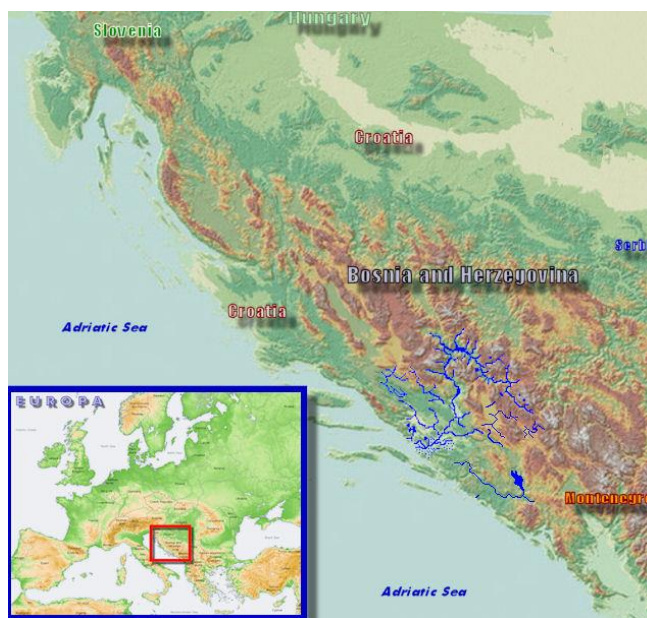 Hungary
Slovenia
Croatia
Serb
Bosnia and Herzegovina
Croatia
Adriatic Sea
EUROPA
Montenegro
Adriatic Sea